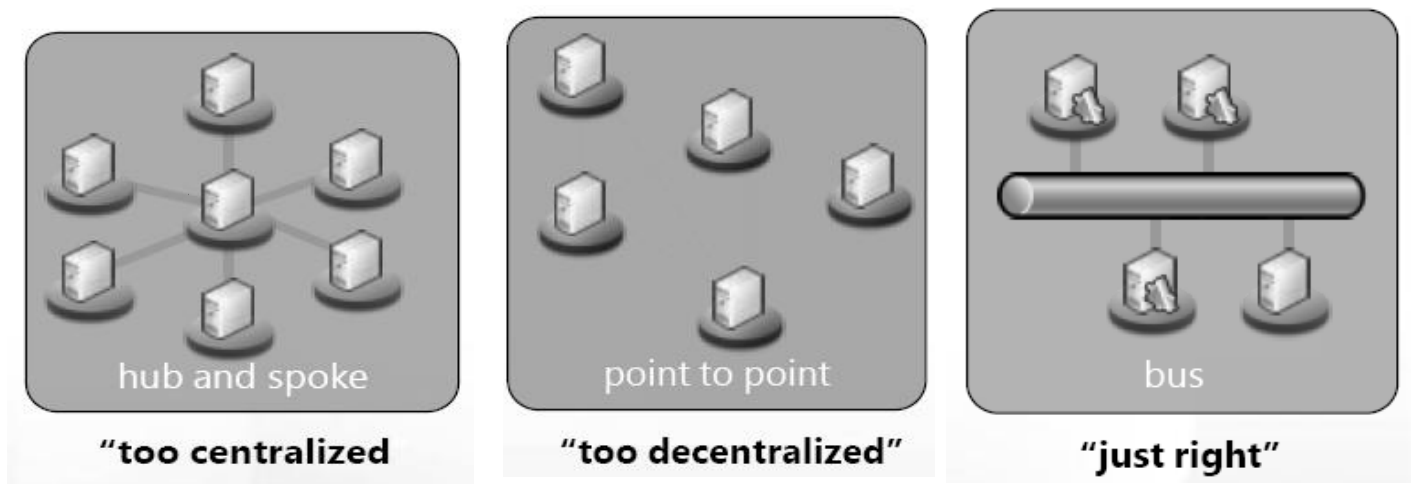 hub and spoke
point to point
bus
“too centralized
“too decentralized”
“just right”